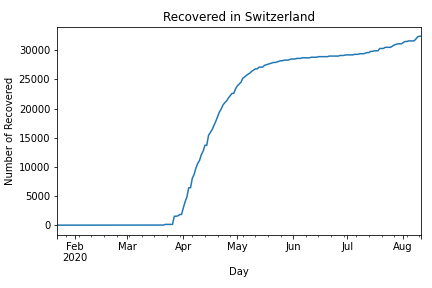 Recovered in Switzerland
Number of Recovered
30000
25000
20000
15000
10000
5000
0
Feb Mar Apr May Jun Jul Aug
2020
Day